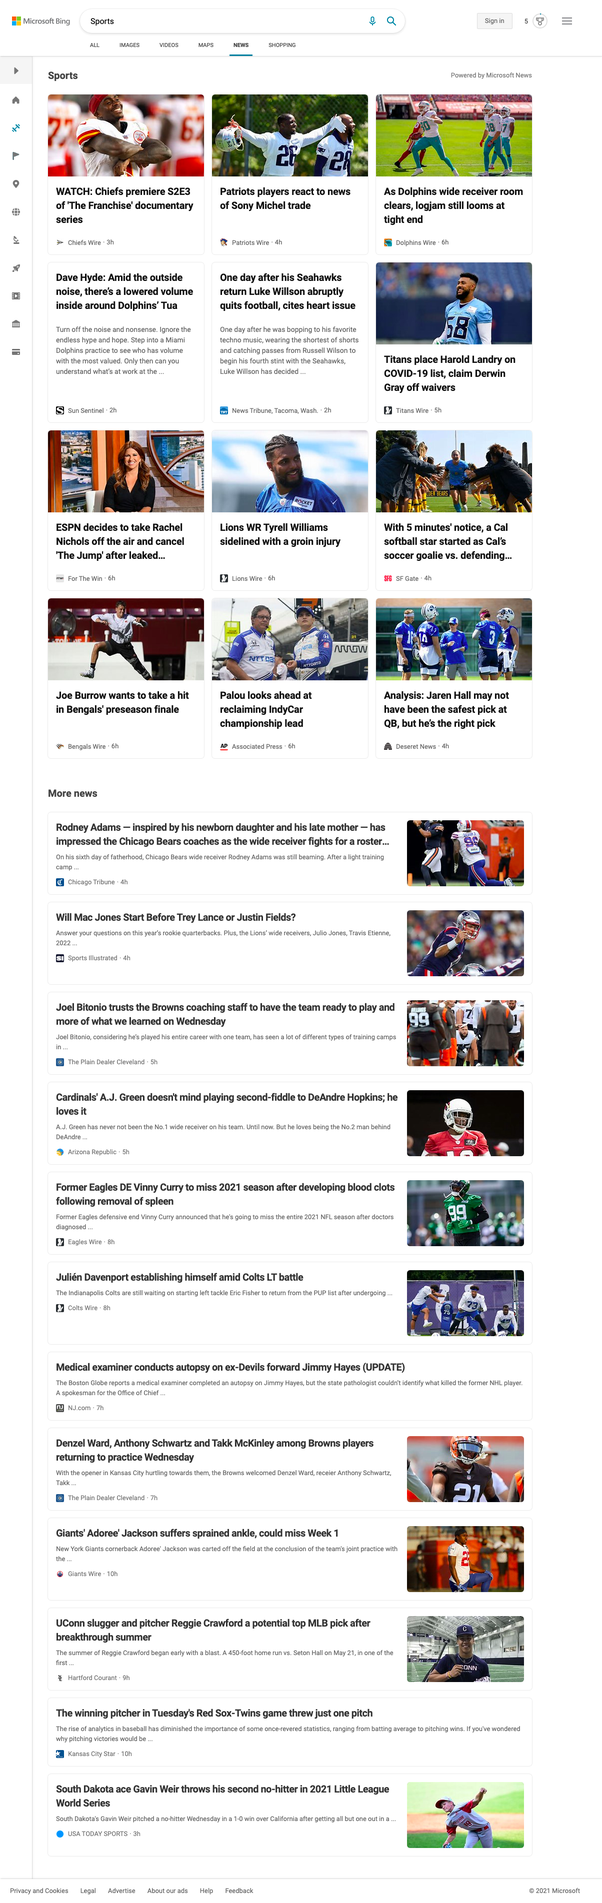 Microsoft Bing
Sports
Sign in
5
ALL
IMAGES
VIDEOS
MAPS
NEWS
SHOPPING
Sports
Powered by Microsoft News
WATCH: Chiefs premiere S2E3
of 'The Franchise' documentary
series
Chiefs Wire · 3h
Patriots players react to news
of Sony Michel trade
Patriots Wire · 4h
As Dolphins wide receiver room
clears, logjam still looms at
tight end
Dolphins Wire · 6h
Dave Hyde: Amid the outside
noise, there's a lowered volume
inside around Dolphins' Tua
Turn off the noise and nonsense. Ignore the
endless hype and hope. Step into a Miami
Dolphins practice to see who has volume
with the most valued. Only then can you
understand what's at work at the ...
Sun Sentinel · 2h
One day after his Seahawks
return Luke Willson abruptly
quits football, cites heart issue
One day after he was bopping to his favorite
techno music, wearing the shortest of shorts
and catching passes from Russell Wilson to
begin his fourth stint with the Seahawks,
Luke Willson has decided ...
News Tribune, Tacoma, Wash. · 2h
58
Titans place Harold Landry on
COVID-19 list, claim Derwin
Gray off waivers
Titans Wire · 5h
ESPN decides to take Rachel
Nichols off the air and cancel
'The Jump' after leaked...
For The Win · 6h
Lions WR Tyrell Williams
sidelined with a groin injury
Lions Wire · 6h
With 5 minutes' notice, a Cal
softball star started as Cal's
soccer goalie vs. defending...
SF Gate · 4h
Joe Burrow wants to take a hit
in Bengals' preseason finale
Bengals Wire · 6h
NTT DATA
Palou looks ahead at
reclaiming IndyCar
championship lead
AP
Associated Press · 6h
3
Analysis: Jaren Hall may not
have been the safest pick at
QB, but he's the right pick
Deseret News · 4h
More news
Rodney Adams — inspired by his newborn daughter and his late mother — has
impressed the Chicago Bears coaches as the wide receiver fights for a roster...
On his sixth day of fatherhood, Chicago Bears wide receiver Rodney Adams was still beaming. After a light training
camp ...
Chicago Tribune · 4h
Will Mac Jones Start Before Trey Lance or Justin Fields?
Answer your questions on this year's rookie quarterbacks. Plus, the Lions' wide receivers, Julio Jones, Travis Etienne,
2022 ...
SI
Sports Illustrated · 4h
Joel Bitonio trusts the Browns coaching staff to have the team ready to play and
more of what we learned on Wednesday
Joel Bitonio, considering he's played his entire career with one team, has seen a lot of different types of training camps
in ...
The Plain Dealer Cleveland · 5h
99
Cardinals' A.J. Green doesn't mind playing second-fiddle to DeAndre Hopkins; he
loves it
A.J. Green has never not been the No.1 wide receiver on his team. Until now. But he loves being the No.2 man behind
DeAndre ...
Arizona Republic · 5h
Former Eagles DE Vinny Curry to miss 2021 season after developing blood clots
following removal of spleen
Former Eagles defensive end Vinny Curry announced that he's going to miss the entire 2021 NFL season after doctors
diagnosed ...
Eagles Wire · 8h
99
Julién Davenport establishing himself amid Colts LT battle
The Indianapolis Colts are still waiting on starting left tackle Eric Fisher to return from the PUP list after undergoing ...
Colts Wire · 8h
73
Medical examiner conducts autopsy on ex-Devils forward Jimmy Hayes (UPDATE)
The Boston Globe reports a medical examiner completed an autopsy on Jimmy Hayes, but the state pathologist couldn't identify what killed the former NHL player.
A spokesman for the Office of Chief ...
NJ.com · 7h
Denzel Ward, Anthony Schwartz and Takk McKinley among Browns players
returning to practice Wednesday
With the opener in Kansas City hurtling towards them, the Browns welcomed Denzel Ward, receier Anthony Schwartz,
Takk ...
The Plain Dealer Cleveland · 7h
21
Giants' Adoree' Jackson suffers sprained ankle, could miss Week 1
New York Giants cornerback Adoree' Jackson was carted off the field at the conclusion of the team's joint practice with
the ...
Giants Wire · 10h
UConn slugger and pitcher Reggie Crawford a potential top MLB pick after
breakthrough summer
The summer of Reggie Crawford began early with a blast. A 450-foot home run vs. Seton Hall on May 21, in one of the
first ...
Hartford Courant · 9h
The winning pitcher in Tuesday's Red Sox-Twins game threw just one pitch
The rise of analytics in baseball has diminished the importance of some once-revered statistics, ranging from batting average to pitching wins. If you've wondered
why pitching victories would be ...
Kansas City Star · 10h
South Dakota ace Gavin Weir throws his second no-hitter in 2021 Little League
World Series
South Dakota's Gavin Weir pitched a no-hitter Wednesday in a 1-0 win over California after getting all but one out in a ...
USA TODAY SPORTS · 3h
Privacy and Cookies
Legal
Advertise
About our ads
Help
Feedback
© 2021 Microsoft